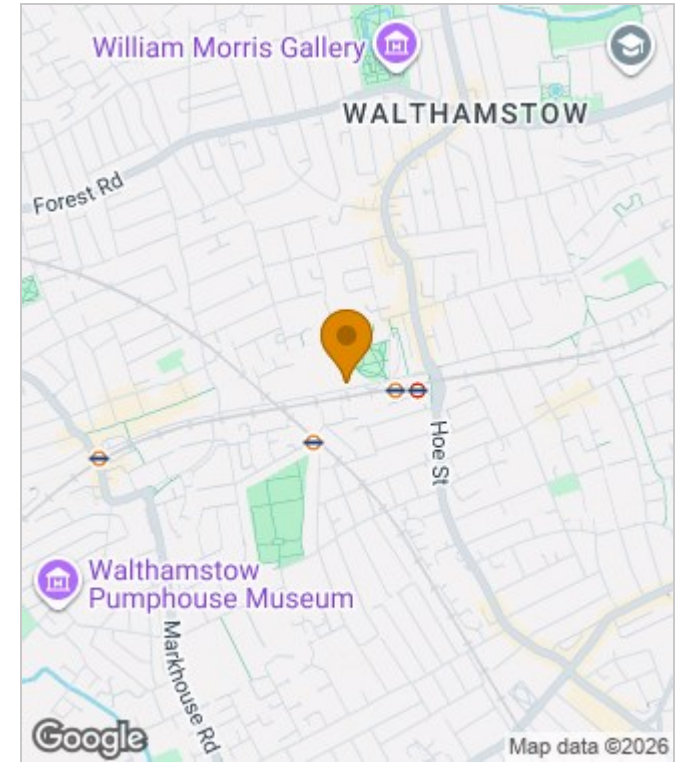 William Morris Gallery
WALTHAMSTOW
Forest Rd
Hoe St
Walthamstow
Pumphouse Museum
Markhouse Rd
Google
Map data ©2026